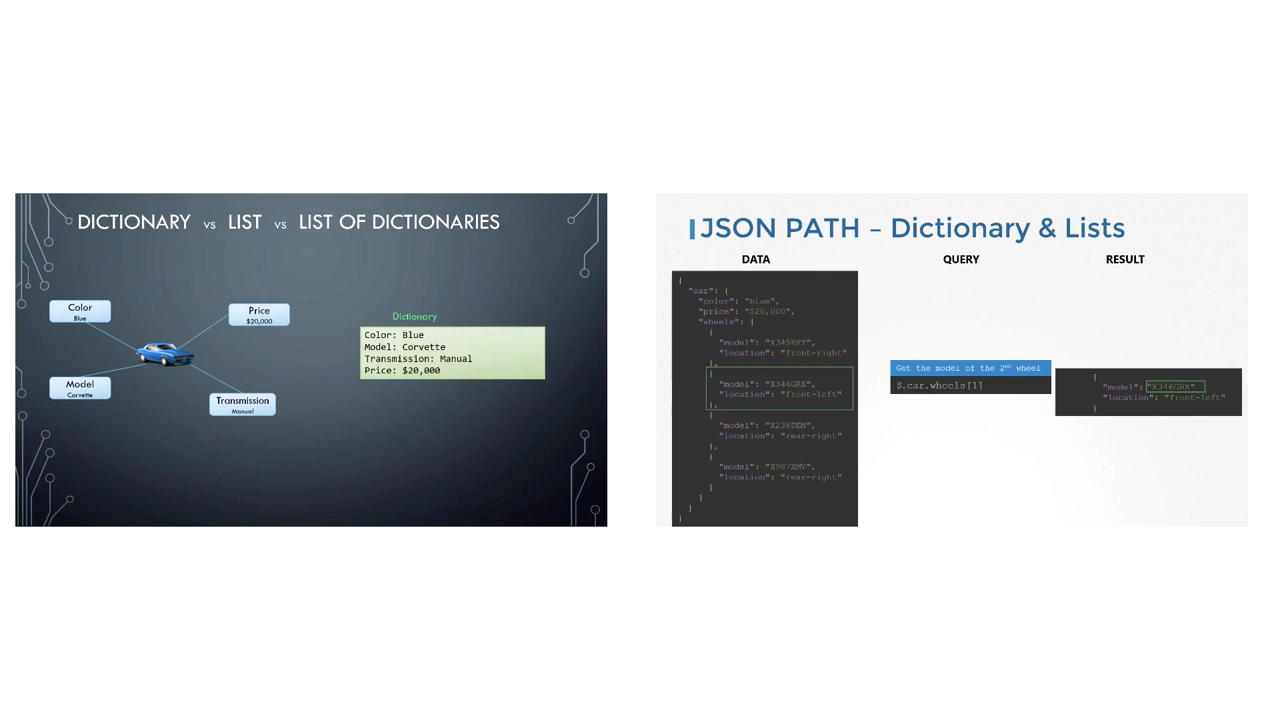 DICTIONARY vs LIST vs LIST OF DICTIONARIES
Color
Blue
Price
$20,000
Model
Corvette
Transmission
Manual
Dictionary
Color: Blue
Model: Corvette
Transmission: Manual
Price: $20,000
JSON PATH – Dictionary & Lists
DATA
{
"car": {
"color": "blue",
"price": "$20,000",
"wheels": [
{
"model": "X345ERT",
"location": "front-right"
},
{
"model": "X346GRX",
"location": "front-left"
},
{
"model": "X236DEM",
"location": "rear-right"
},
{
"model": "X987XMV",
"location": "rear-right"
}
]
}
}
QUERY
Get the model of the 2nd wheel
$.car.wheels[1]
RESULT
{
"model": "X346GRX"
"location": "front-left"
}